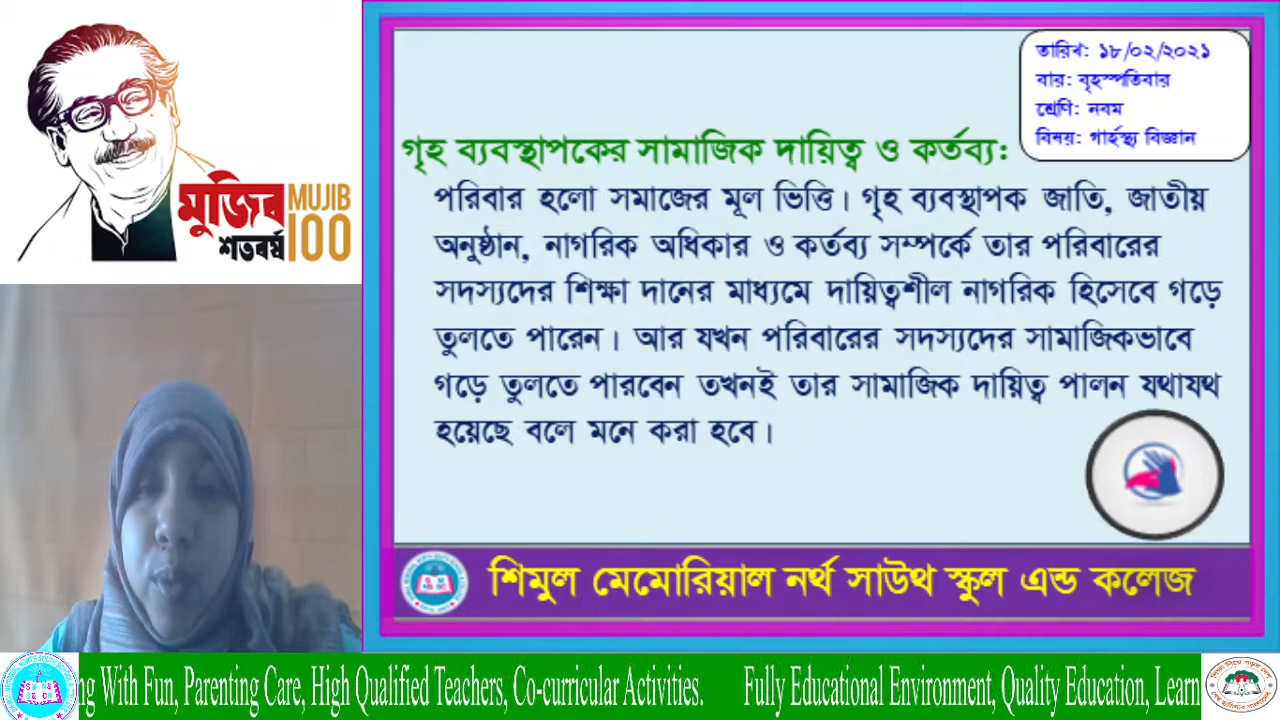 মুজিব
শতবর্ষ
MUJIB
100
তারিখ: ১৮/০২/২০২১
বার: বৃহস্পতিবার
শ্রেণি: নবম
বিষয়: গার্হস্থ্য বিজ্ঞান
গৃহ ব্যবস্থাপকের সামাজিক দায়িত্ব ও কর্তব্য:
পরিবার হলো সমাজের মূল ভিত্তি। গৃহ ব্যবস্থাপক জাতি, জাতীয়
অনুষ্ঠান, নাগরিক অধিকার ও কর্তব্য সম্পর্কে তার পরিবারের
সদস্যদের শিক্ষা দানের মাধ্যমে দায়িত্বশীল নাগরিক হিসেবে গড়ে
তুলতে পারেন। আর যখন পরিবারের সদস্যদের সামাজিকভাবে
গড়ে তুলতে পারবেন তখনই তার সামাজিক দায়িত্ব পালন যথাযথ
হয়েছে বলে মনে করা হবে।
শিমুল মেমোরিয়াল নর্থ সাউথ স্কুল এন্ড কলেজ
ng With Fun, Parenting Care, High Qualified Teachers, Co-curricular Activities. Fully Educational Environment, Quality Education, Learn